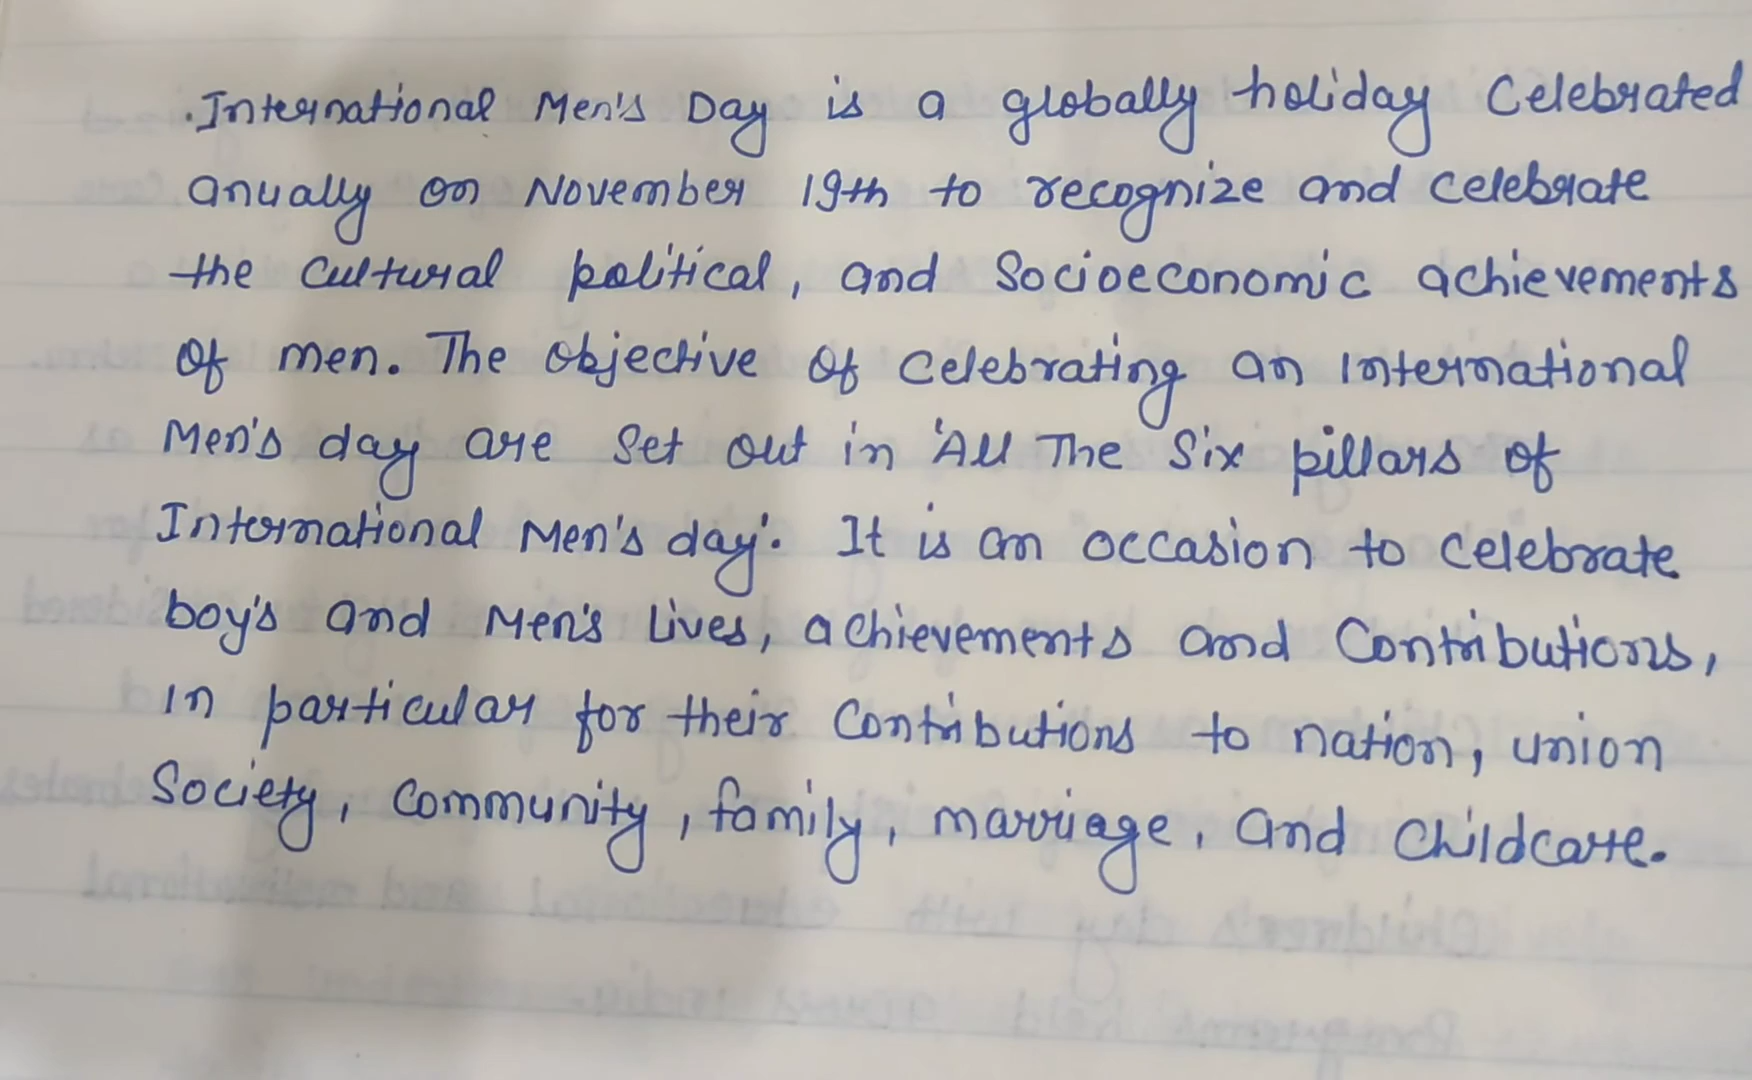 International Men's Day is a globally holiday Celebrated
anually on November 19th to recognize and celebrate
the cultural political, and Socioeconomic achievements
of men. The objective of celebrating an International
Men's day are set out in 'All The Six pillars of
International Men's day'. It is an occasion to celebrate
boy's and Men's lives, achievements and Contributions,
in particular for their Contributions to nation, union
Society, Community, family, marriage, and childcare.